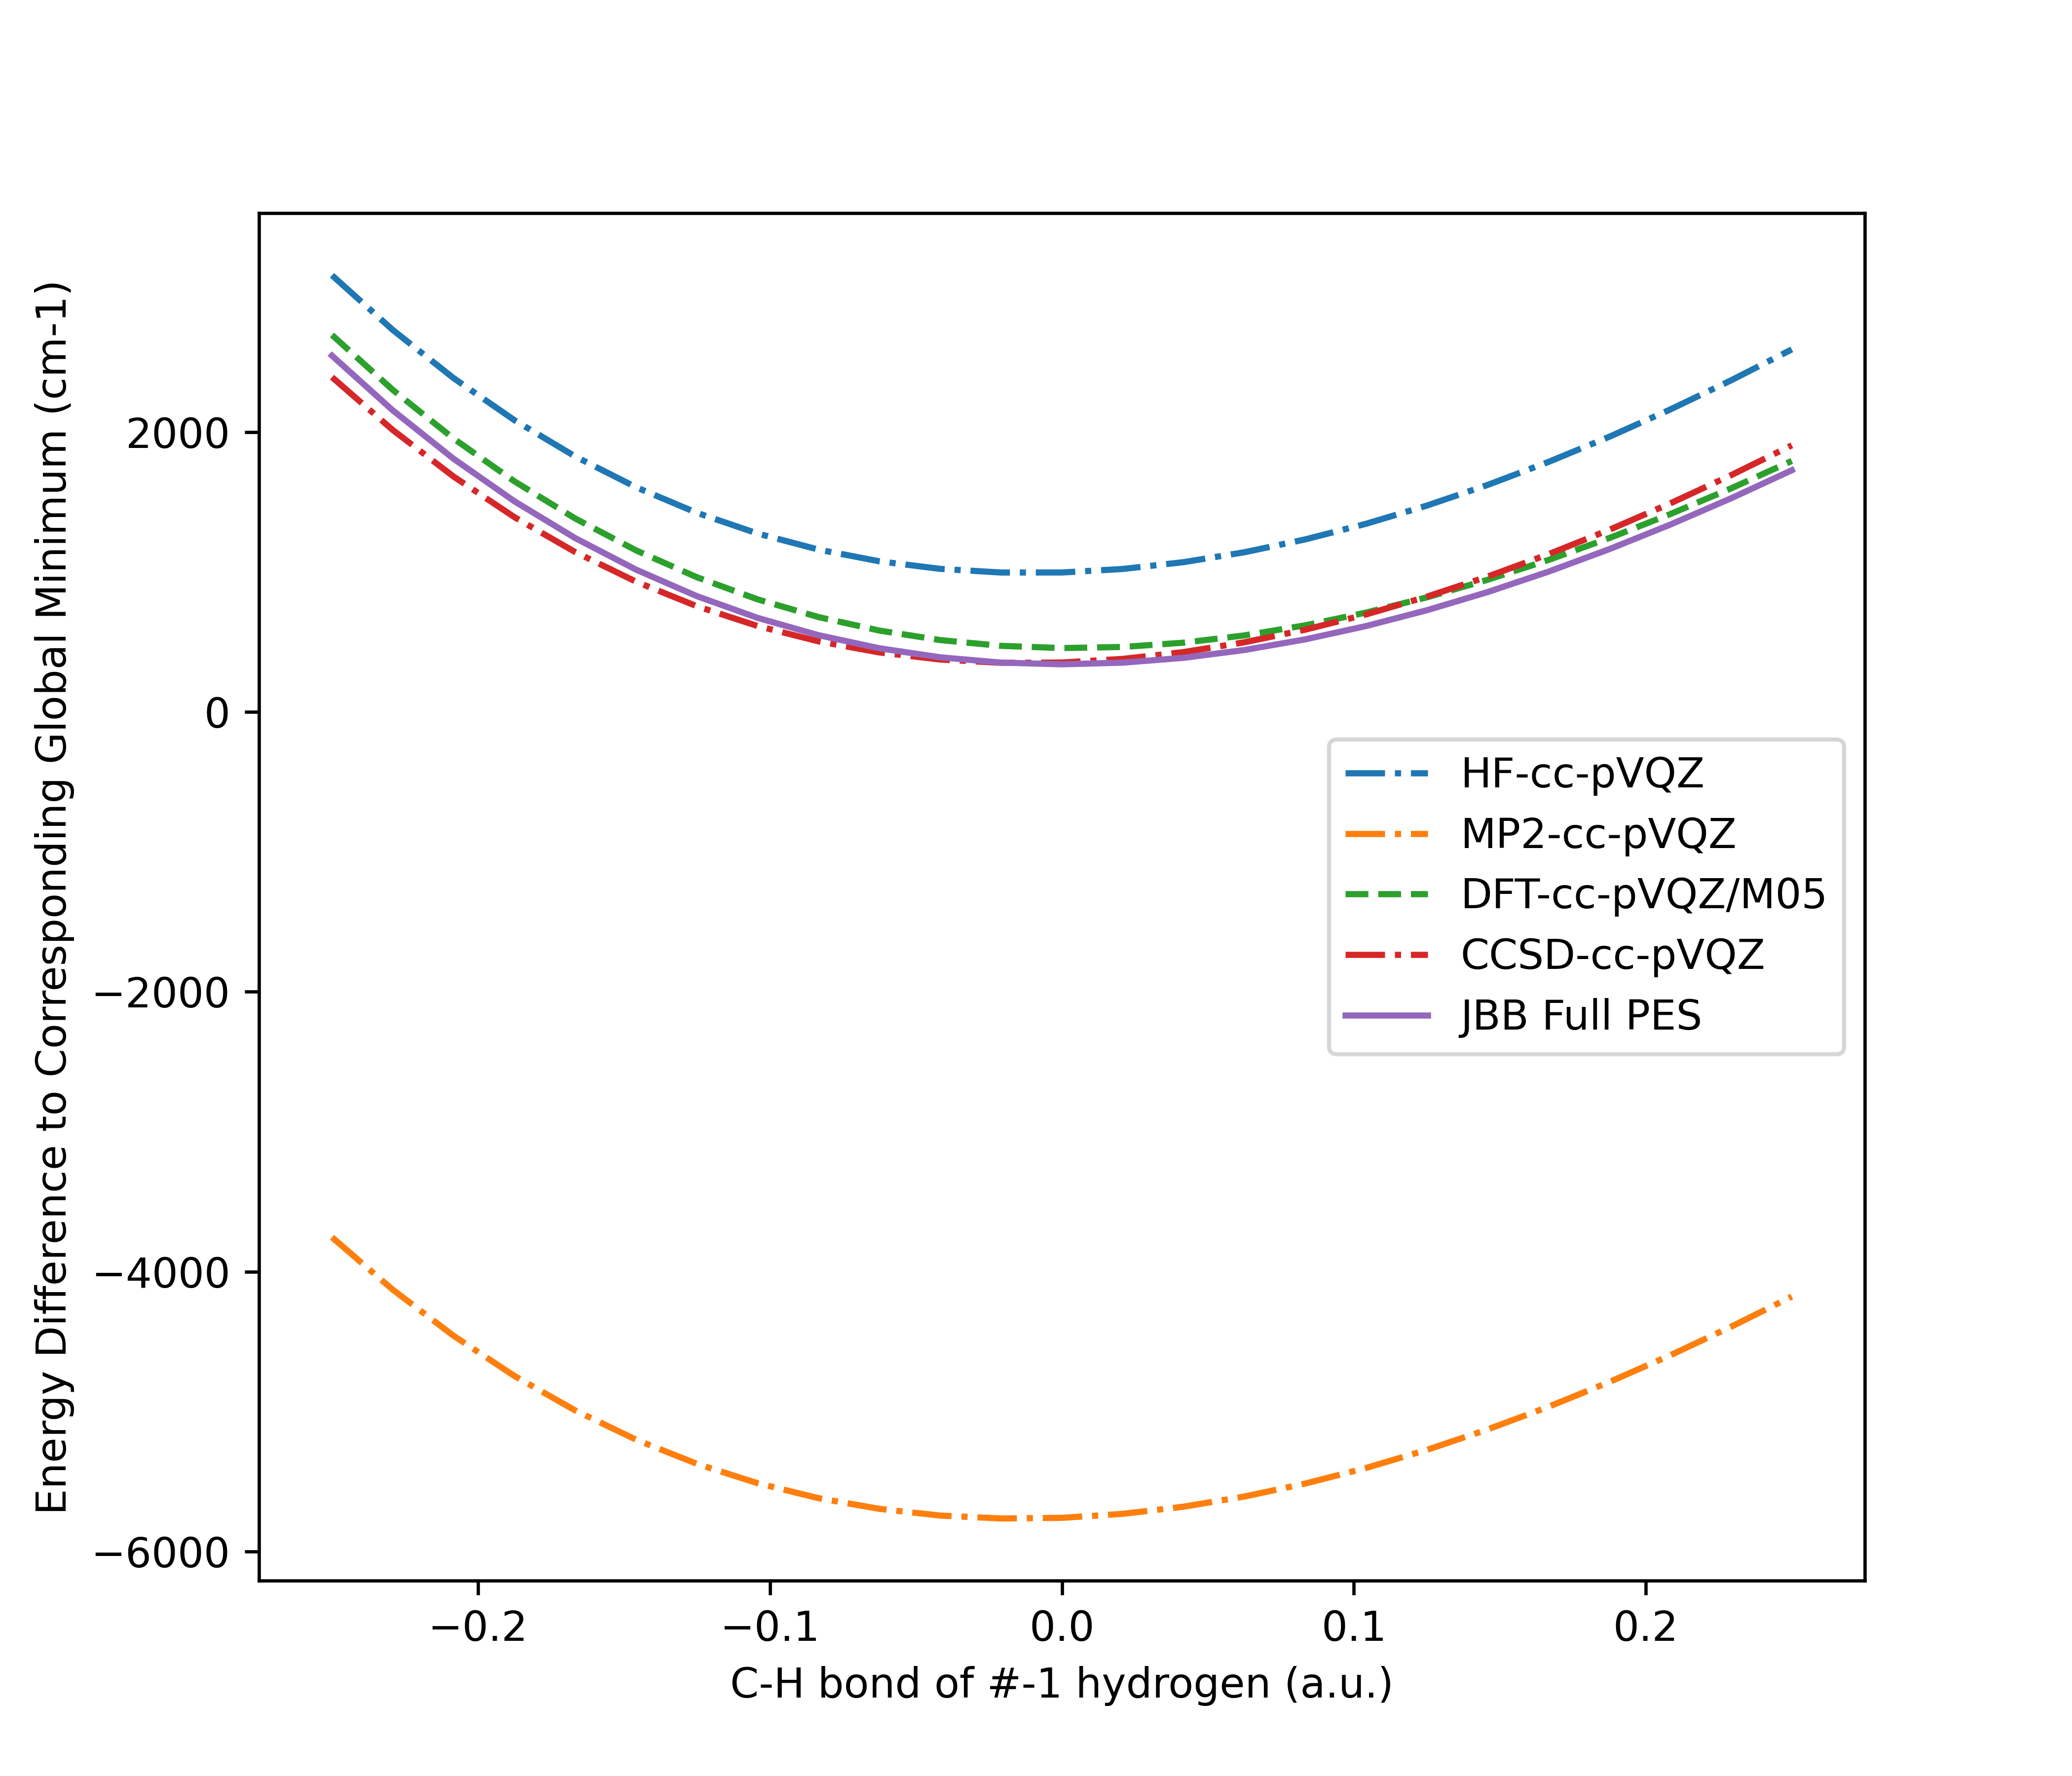 Energy Difference to Corresponding Global Minimum (cm-1)
2000
0
−2000
−4000
−6000
HF-cc-pVQZ
MP2-cc-pVQZ
DFT-cc-pVQZ/M05
CCSD-cc-pVQZ
JBB Full PES
−0.2
−0.1
0.0
0.1
0.2
C-H bond of #-1 hydrogen (a.u.)